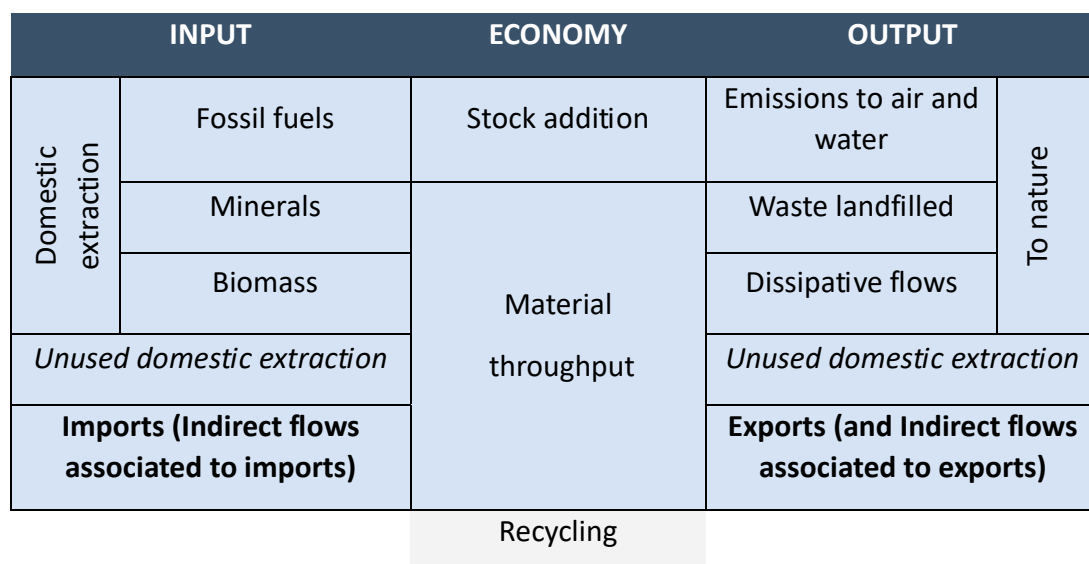 INPUT
ECONOMY
OUTPUT
Domestic
extraction
Fossil fuels
Stock addition
Emissions to air and
water
To nature
Minerals
Waste landfilled
Biomass
Material
throughput
Dissipative flows
Unused domestic extraction
Unused domestic extraction
Imports (Indirect flows
associated to imports)
Exports (and Indirect flows
associated to exports)
Recycling